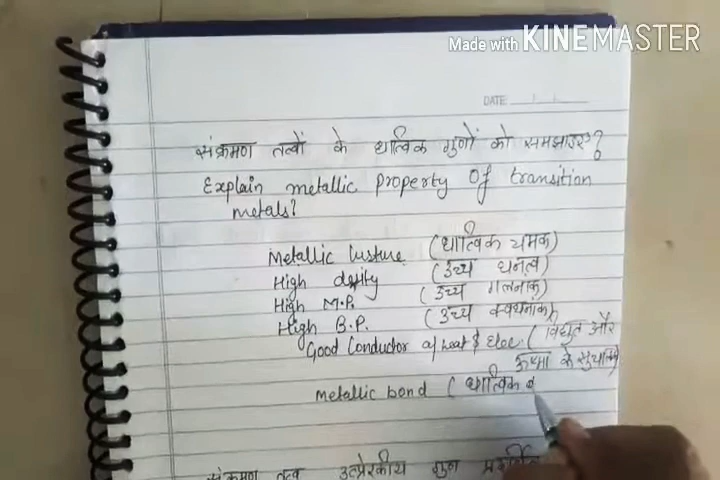 Made with KINEMASTER
DATE
संक्रमण तत्वों के धात्विक गुणों को समझाइए?
Explain metallic property Of transition
metals?
Metallic lusture (धात्विक चमक)
High desity (उच्च घनत्व)
High M.P. (उच्च गलनांक)
High B.P. (उच्च क्वथनांक)
Good Conductor of heat & Elec. (विद्युत और
ऊष्मा के
metallic bond (धात्विक
संक्रमण तत्व उत्प्रेरकीय गुण